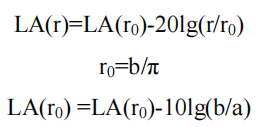 LA(r)=LA(r₀)-20lg(r/r₀)
r₀=b/π
LA(r₀) =LA(r₀)-10lg(b/a)